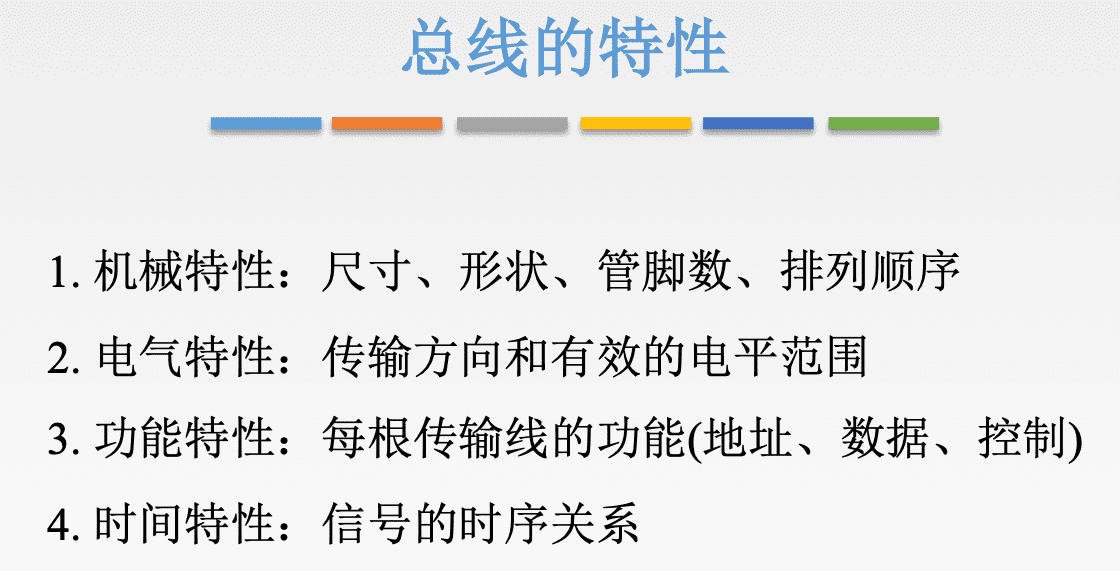 总线的特性
1. 机械特性：尺寸、形状、管脚数、排列顺序
2. 电气特性：传输方向和有效的电平范围
3. 功能特性：每根传输线的功能(地址、数据、控制)
4. 时间特性：信号的时序关系